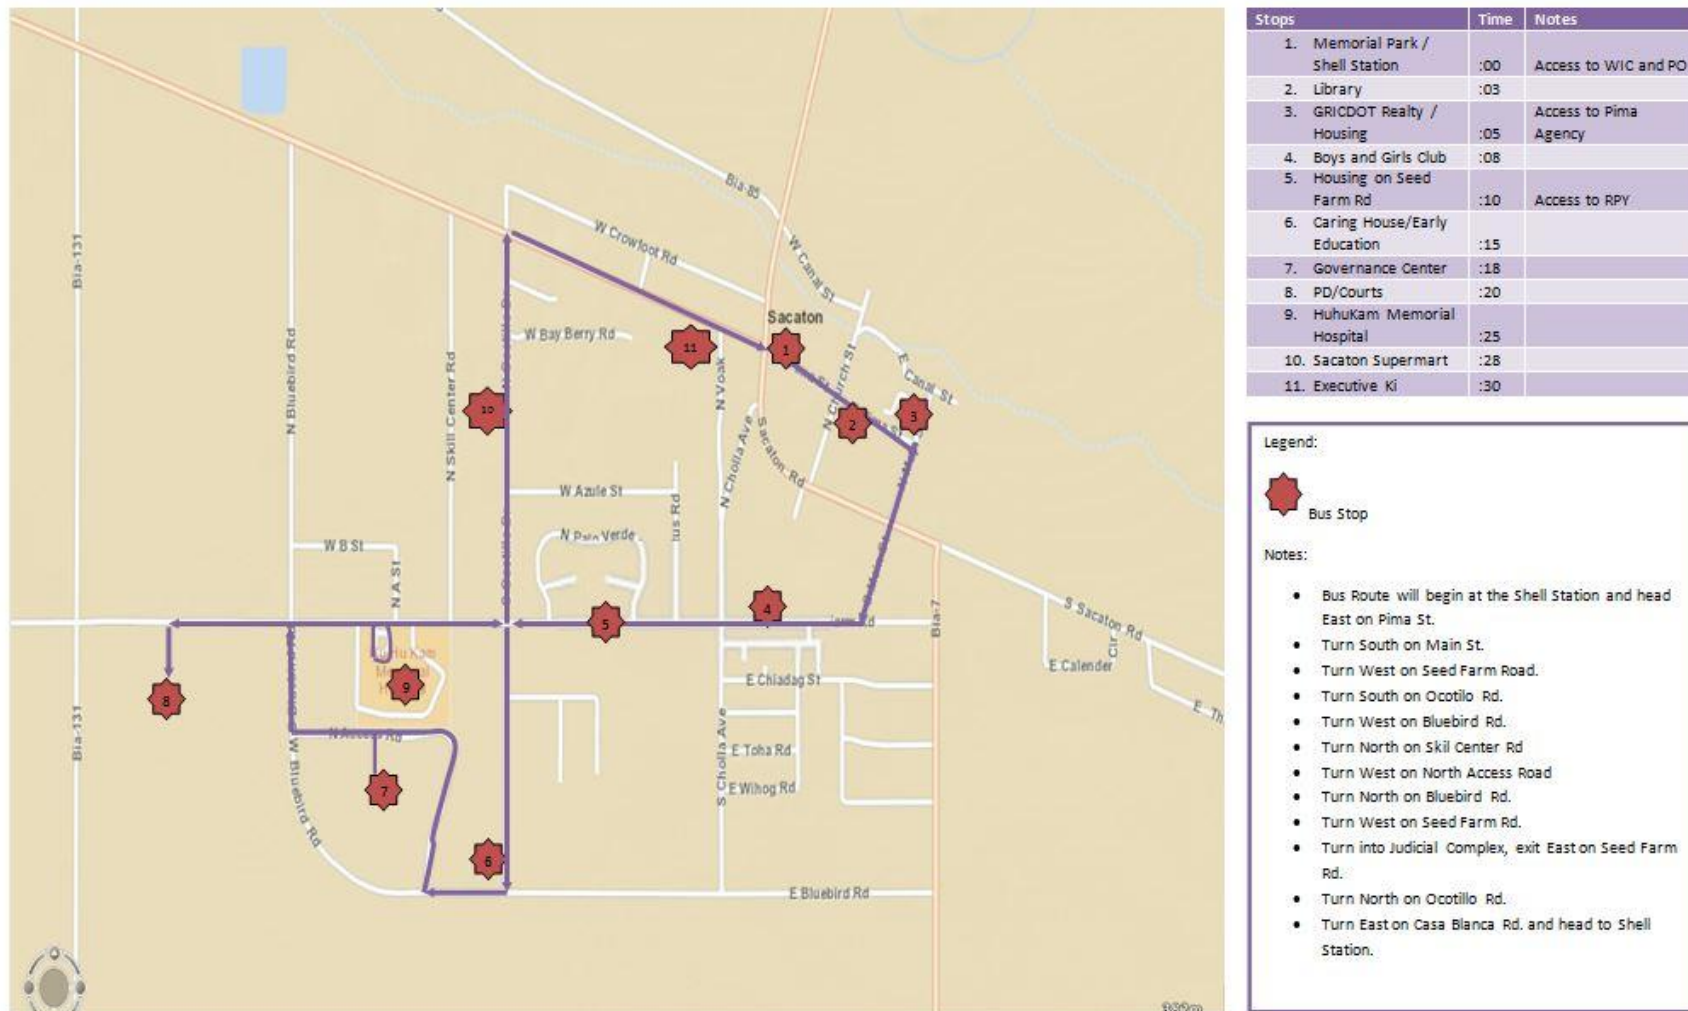 Bia-131
N Bluebird Rd
N Skill Center Rd
W Crowfoot Rd
Bia-85
W Canal St
Sacaton
W Bay Berry Rd
11
1
N Voak
N Church St
E Canal St
10
2
3
N Cholla Ave
Sacaton Rd
W Azule St
N Palo Verde
W B St
N A St
4
5
Bia-7
S Sacaton Rd
E Calender
Cir
E Chiadag St
9
8
Bia-131
N Access Rd
7
W Bluebird Rd
S Cholla Ave
E Toha Rd
E Wihog Rd
6
E Bluebird Rd
Stops Time Notes
1. Memorial Park /
Shell Station :00 Access to WIC and PO
2. Library :03
3. GRICDOT Realty / Access to Pima
Housing :05 Agency
4. Boys and Girls Club :08
5. Housing on Seed
Farm Rd :10 Access to RPY
6. Caring House/Early
Education :15
7. Governance Center :18
8. PD/Courts :20
9. HuhuKam Memorial
Hospital :25
10. Sacaton Supermart :28
11. Executive Ki :30
Legend:
Bus Stop
Notes:
• Bus Route will begin at the Shell Station and head
East on Pima St.
• Turn South on Main St.
• Turn West on Seed Farm Road.
• Turn South on Ocotilo Rd.
• Turn West on Bluebird Rd.
• Turn North on Skil Center Rd
• Turn West on North Access Road
• Turn North on Bluebird Rd.
• Turn West on Seed Farm Rd.
• Turn into Judicial Complex, exit East on Seed Farm
Rd.
• Turn North on Ocotillo Rd.
• Turn East on Casa Blanca Rd. and head to Shell
Station.